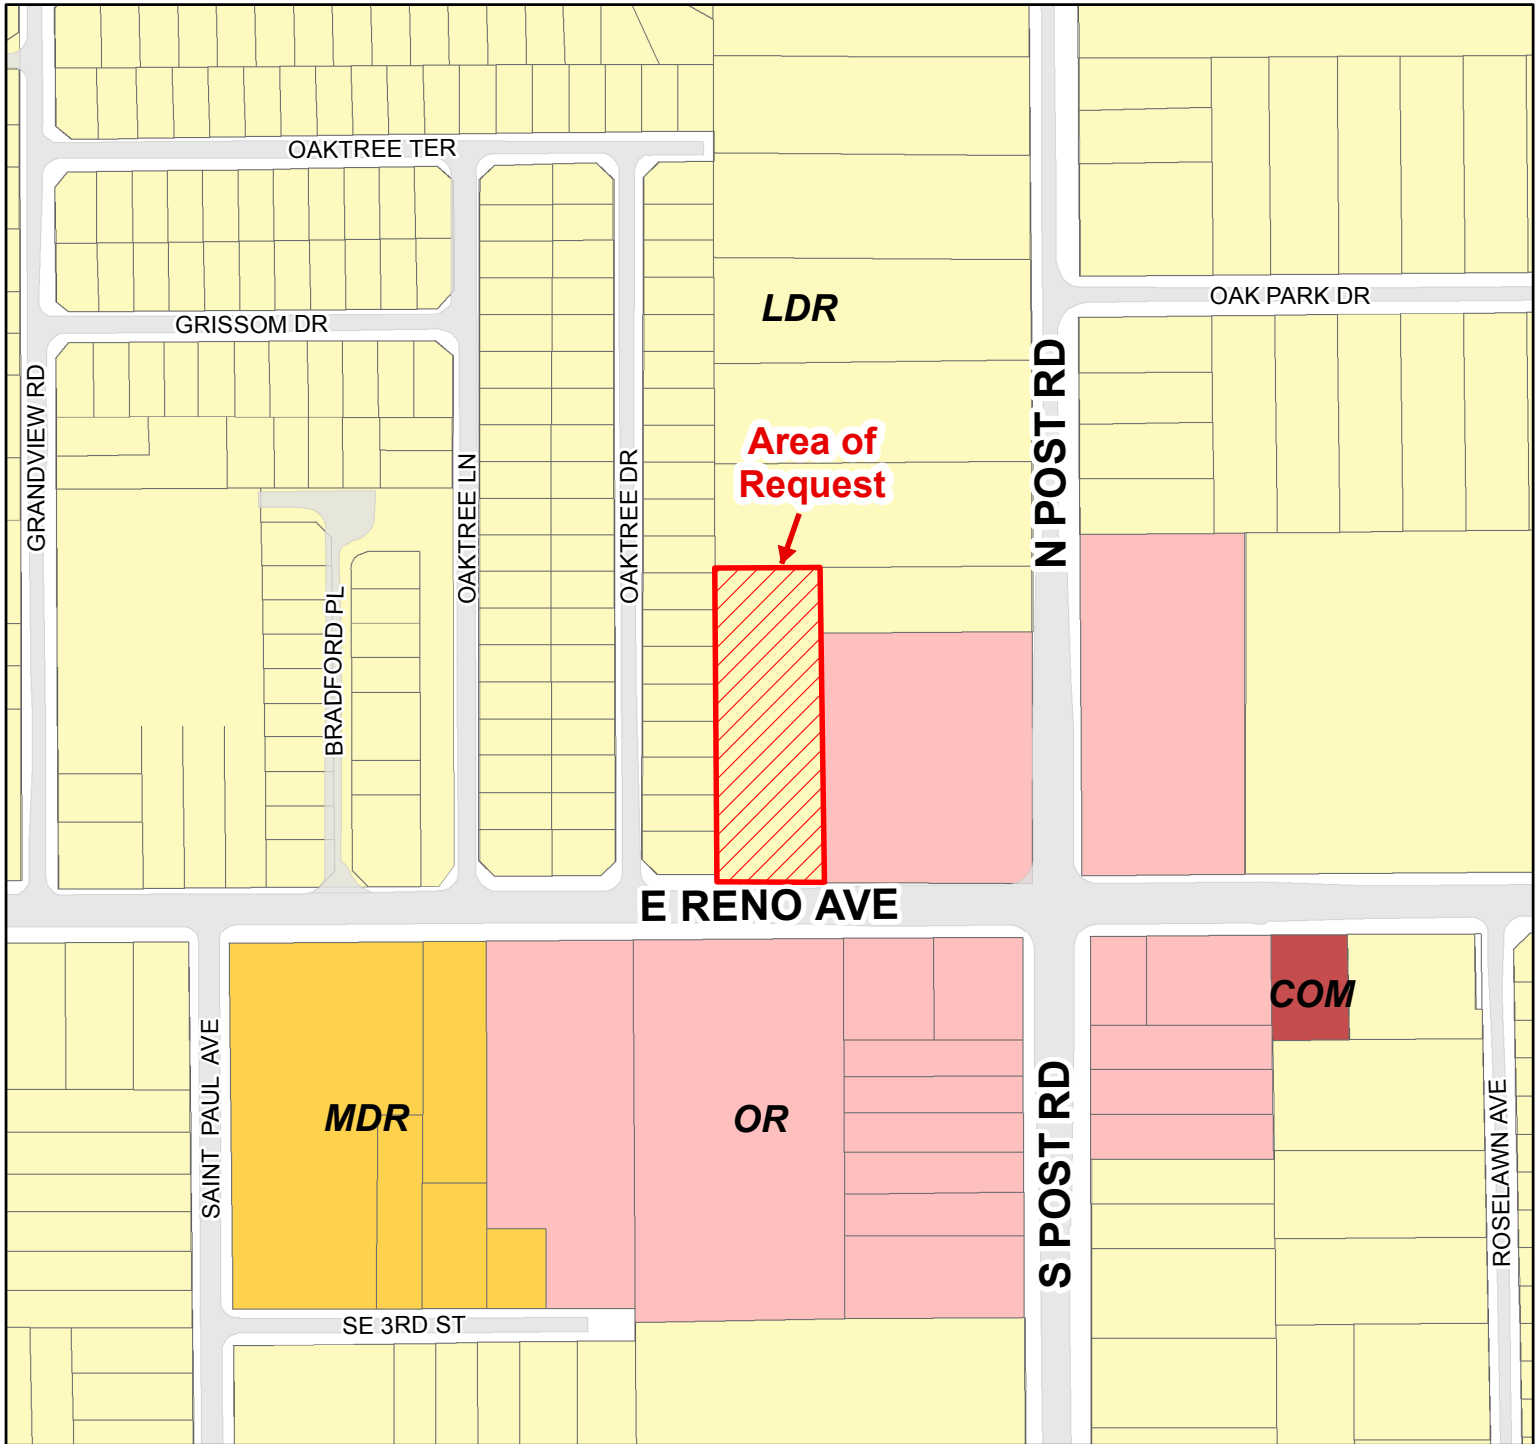 OAKTREE TER
OAK PARK DR
LDR
GRISSOM DR
GRANDVIEW RD
OAKTREE LN
OAKTREE DR
N POST RD
Area of
Request
BRADFORD PL
E RENO AVE
COM
MDR
OR
SAINT PAUL AVE
S POST RD
ROSELAWN AVE
SE 3RD ST